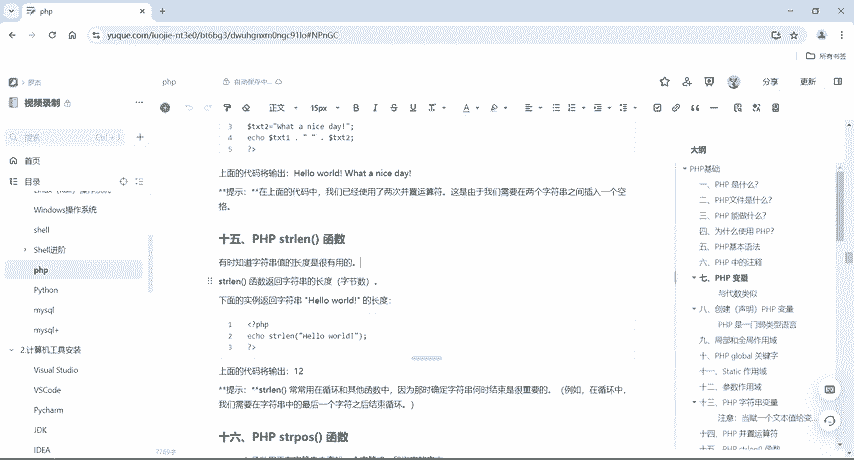 php
yuque.com/luojie-nt3e0/bt6bg3/dwuhgnxm0ngc91lo#NPnGC
所有书签
罗杰
视频录制
搜索
首页
目录
Windows操作系统
shell
Shell进阶
php
Python
mysql
mysql+
2.计算机工具安装
Visual Studio
VSCode
Pycharm
JDK
IDEA
php
自动保存中...
分享
更新
正文
15px
3 $txt2="What a nice day!";
4 echo $txt1 . " " . $txt2;
5 ?>
上面的代码将输出：Hello world! What a nice day!
**提示：**在上面的代码中，我们已经使用了两次并置运算符。这是由于我们需要在两个字符串之间插入一个空
格。
十五、PHP strlen() 函数
有时知道字符串值的长度是很有用的。
strlen() 函数返回字符串的长度（字节数）。
下面的实例返回字符串 "Hello world!" 的长度：
1 <?php
2 echo strlen("Hello world!");
3 ?>
上面的代码将输出：12
**提示：**strlen() 常常用在循环和其他函数中，因为那时确定字符串何时结束是很重要的。（例如，在循环中，
我们需要在字符串中的最后一个字符之后结束循环。）
十六、PHP strpos() 函数
7759字
大纲
PHP基础
一、PHP 是什么？
二、PHP文件是什么？
三、PHP 能做什么？
四、为什么使用 PHP？
五、PHP基本语法
六、PHP 中的注释
七、PHP 变量
与代数类似
八、创建（声明）PHP 变量
PHP 是一门弱类型语言
九、局部和全局作用域
十、PHP global 关键字
十一、Static 作用域
十二、参数作用域
十三、PHP 字符串变量
注意：当赋一个文本值给变...
十四、PHP 并置运算符
十五、PHP strlen() 函数